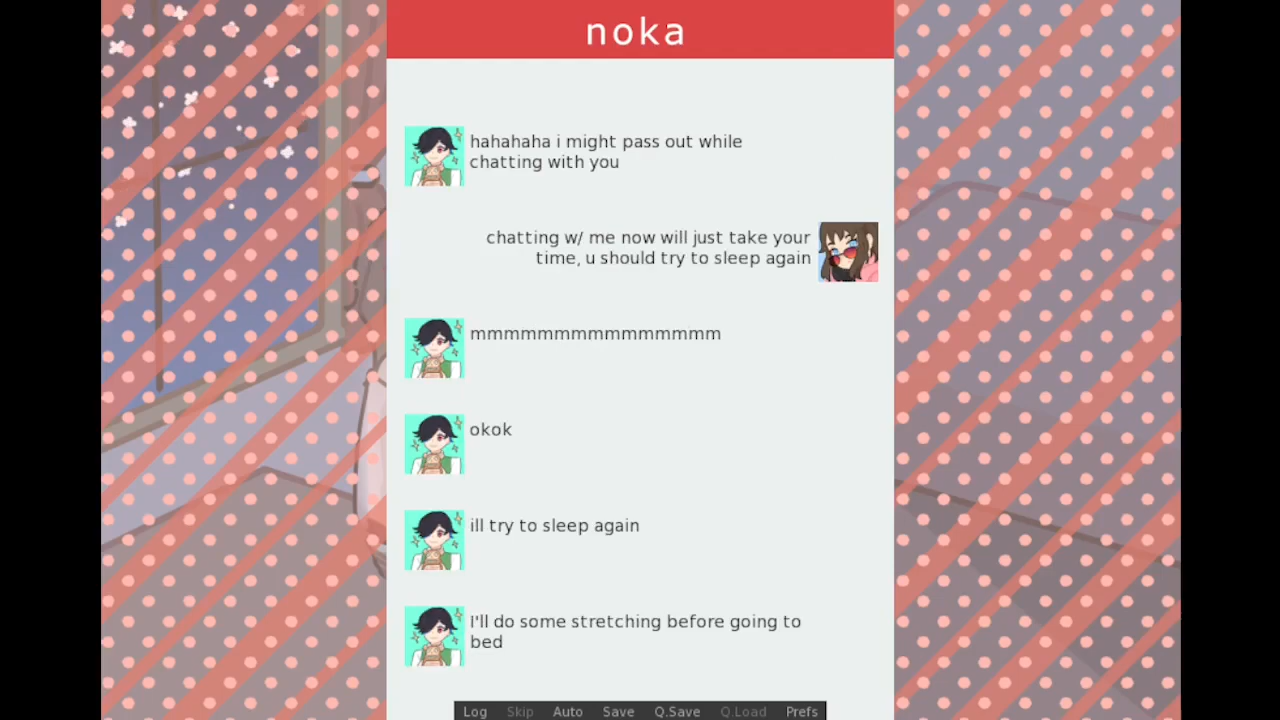 noka
hahahaha i might pass out while
chatting with you
chatting w/ me now will just take your
time, u should try to sleep again
mmmmmmmmmmmmmmm
okok
ill try to sleep again
I'll do some stretching before going to
bed
Log Skip Auto Save Q.Save Q.Load Prefs